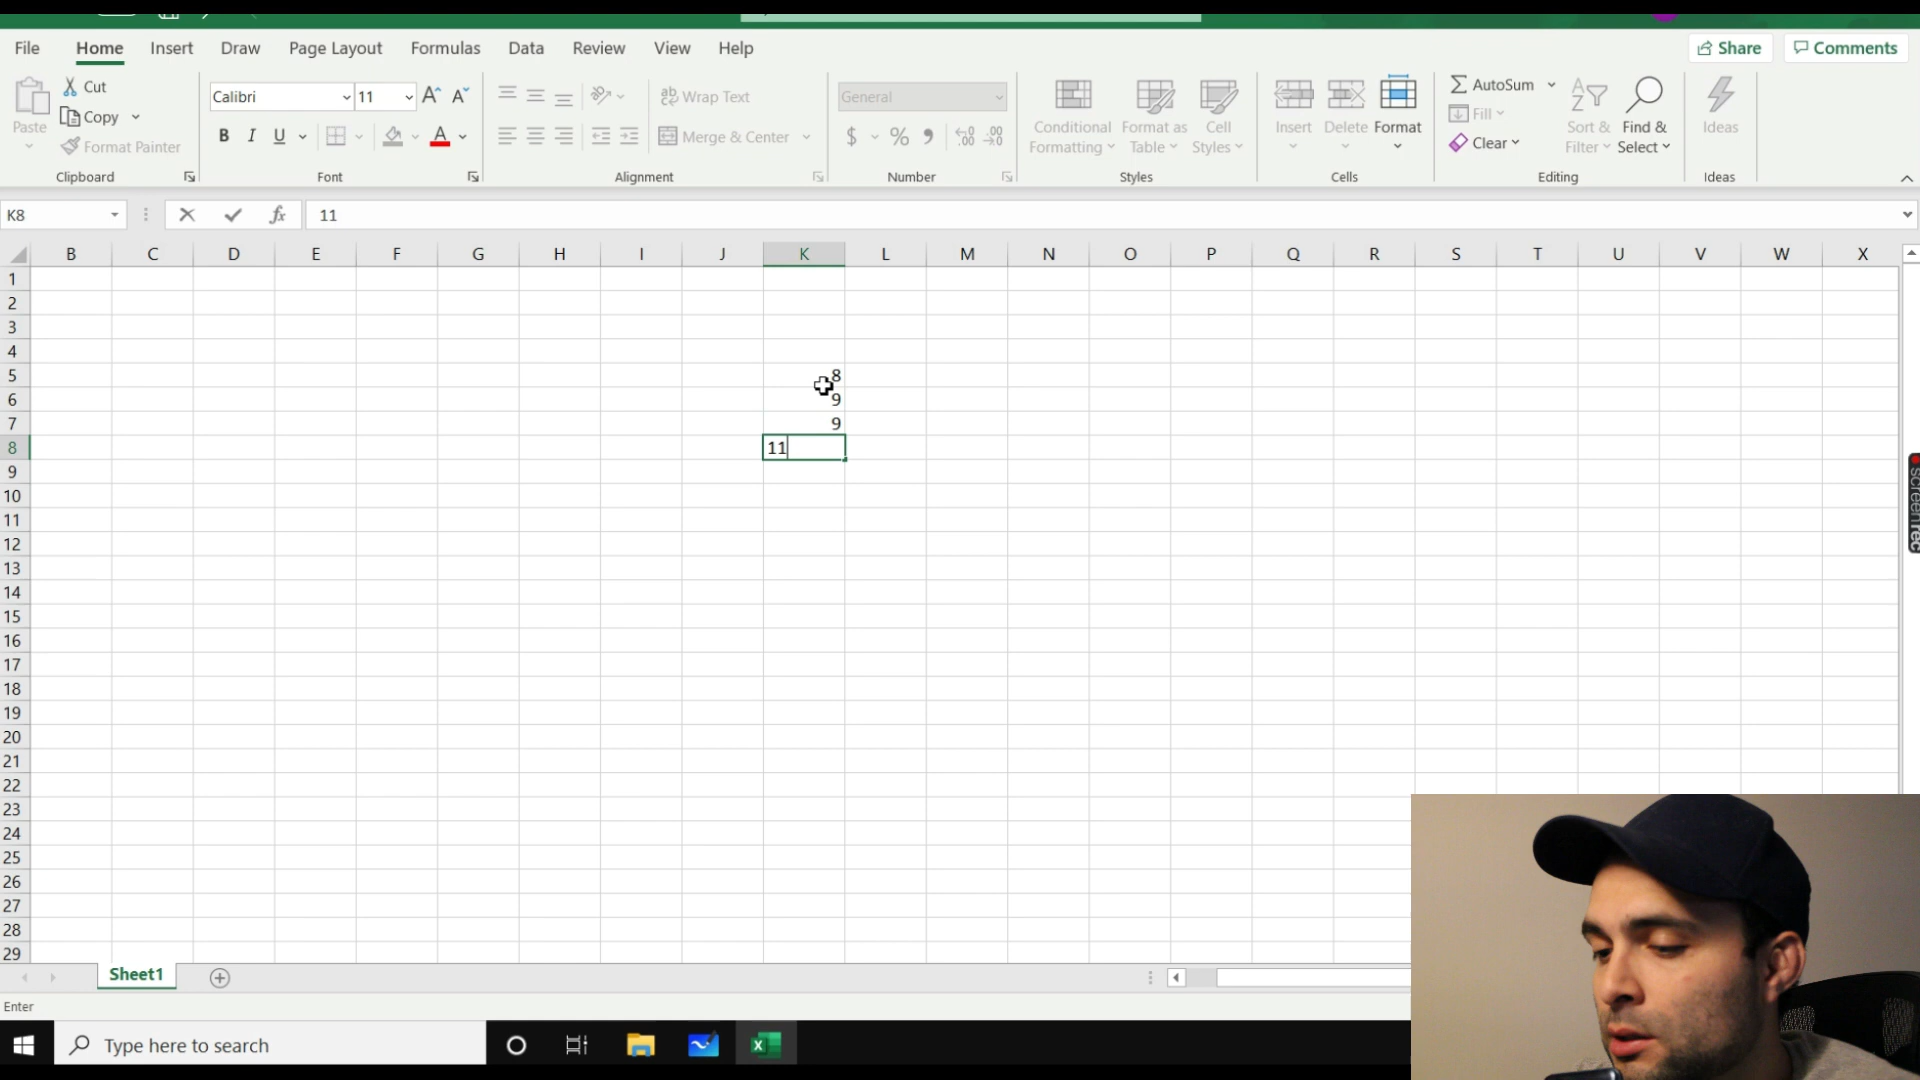 File Home Insert Draw Page Layout Formulas Data Review View Help Share Comments
Paste Cut Calibri 11 Wrap Text General Conditional Formatting Format as Table Cell Styles Insert Delete Format AutoSum Sort & Filter Find & Select Ideas
Copy B I U Merge & Center $ % Fill
Format Painter Clear
Clipboard Font Alignment Number Styles Cells Editing Ideas
K8 fx 11
B C D E F G H I J K L M N O P Q R S T U V W X
1
2
3
4
5 8
6 9
7 9
8 11
9
10
11
12
13
14
15
16
17
18
19
20
21
22
23
24
25
26
27
28
29
Sheet1
Enter
Type here to search
screenrec